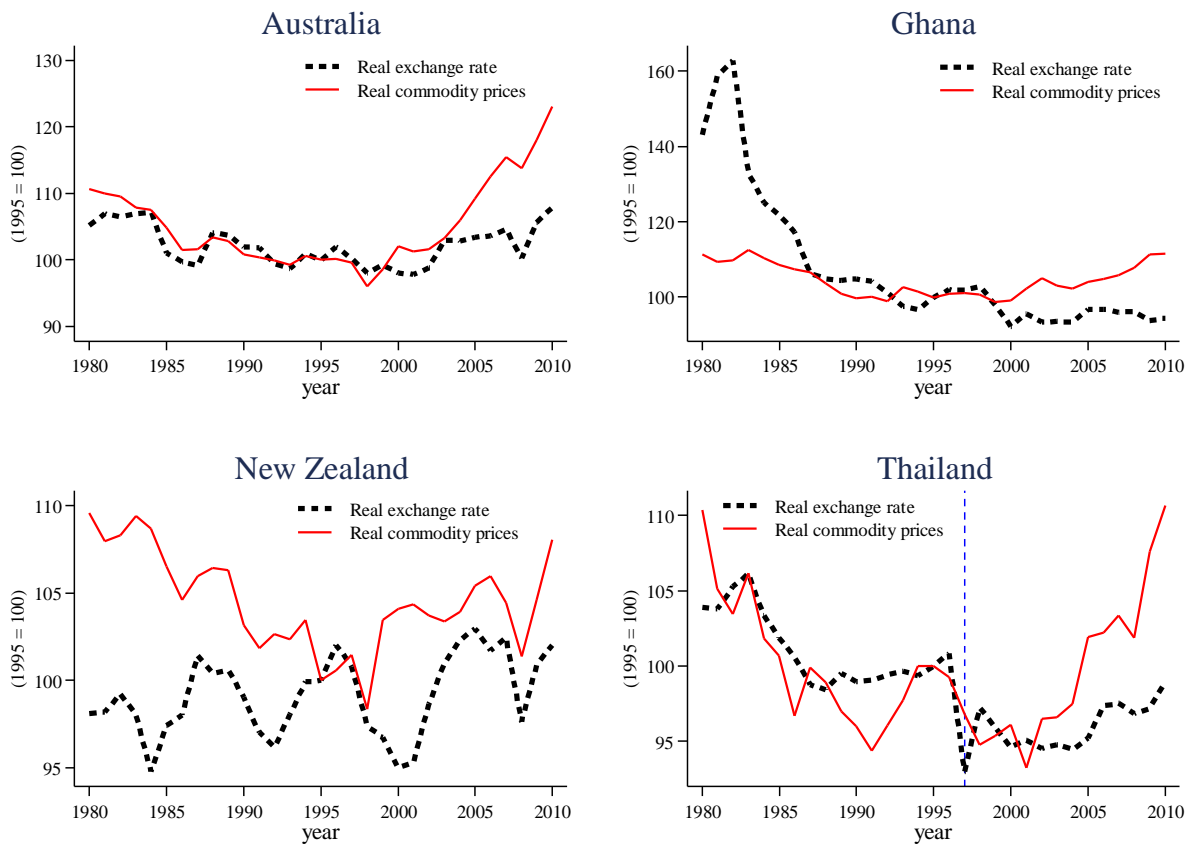 Australia
130
120
110
100
90
(1995 = 100)
Real exchange rate
Real commodity prices
1980 1985 1990 1995 2000 2005 2010
year
Ghana
160
140
120
100
(1995 = 100)
Real exchange rate
Real commodity prices
1980 1985 1990 1995 2000 2005 2010
year
New Zealand
110
105
100
95
(1995 = 100)
Real exchange rate
Real commodity prices
1980 1985 1990 1995 2000 2005 2010
year
Thailand
110
105
100
95
(1995 = 100)
Real exchange rate
Real commodity prices
1980 1985 1990 1995 2000 2005 2010
year